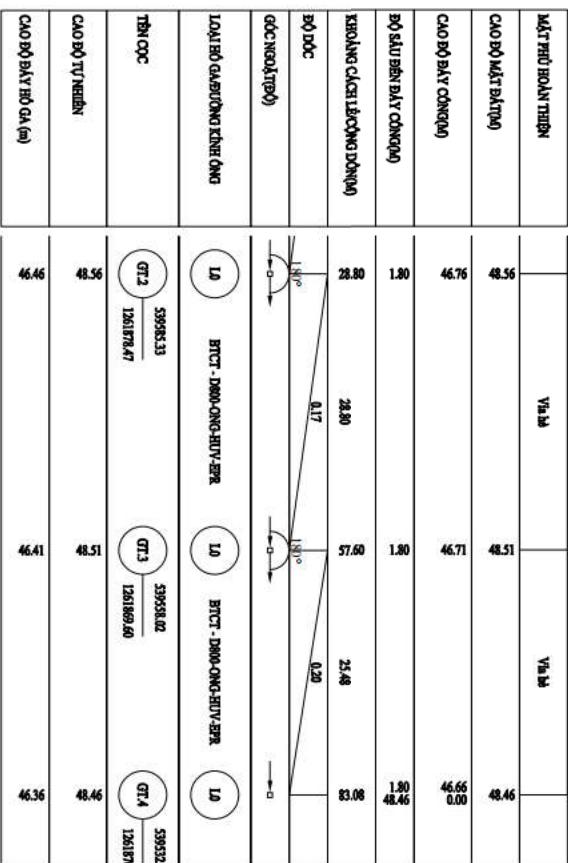 MẶT PHỦ HOÀN THIỆN Vỉa hè Vỉa hè
CAO ĐỘ MẶT ĐẤT(M) 48.56 48.51 48.46
CAO ĐỘ ĐÁY CỐNG(M) 46.76 46.71 46.66
0.00
ĐỘ SÂU ĐẾN ĐÁY CỐNG(M) 1.80 1.80 1.80
48.46
KHOẢNG CÁCH LẺ/CỘNG DỒN(M) 28.80 28.80 57.60 25.48 83.08
ĐỘ DỐC 0.17 0.20
GÓC NGOẶT(ĐỘ) 180° 180°
LOẠI HỐ GA/ĐƯỜNG KÍNH ỐNG L0 BTCT - D800-ONG-HUV-EPR L0 BTCT - D800-ONG-HUV-EPR L0
TÊN CỌC GT.2 539585.33 GT.3 539558.02 GT.4 539532
1261878.47 1261869.60 126187
CAO ĐỘ TỰ NHIÊN 48.56 48.51 48.46
CAO ĐỘ ĐÁY HỐ GA (m) 46.46 46.41 46.36